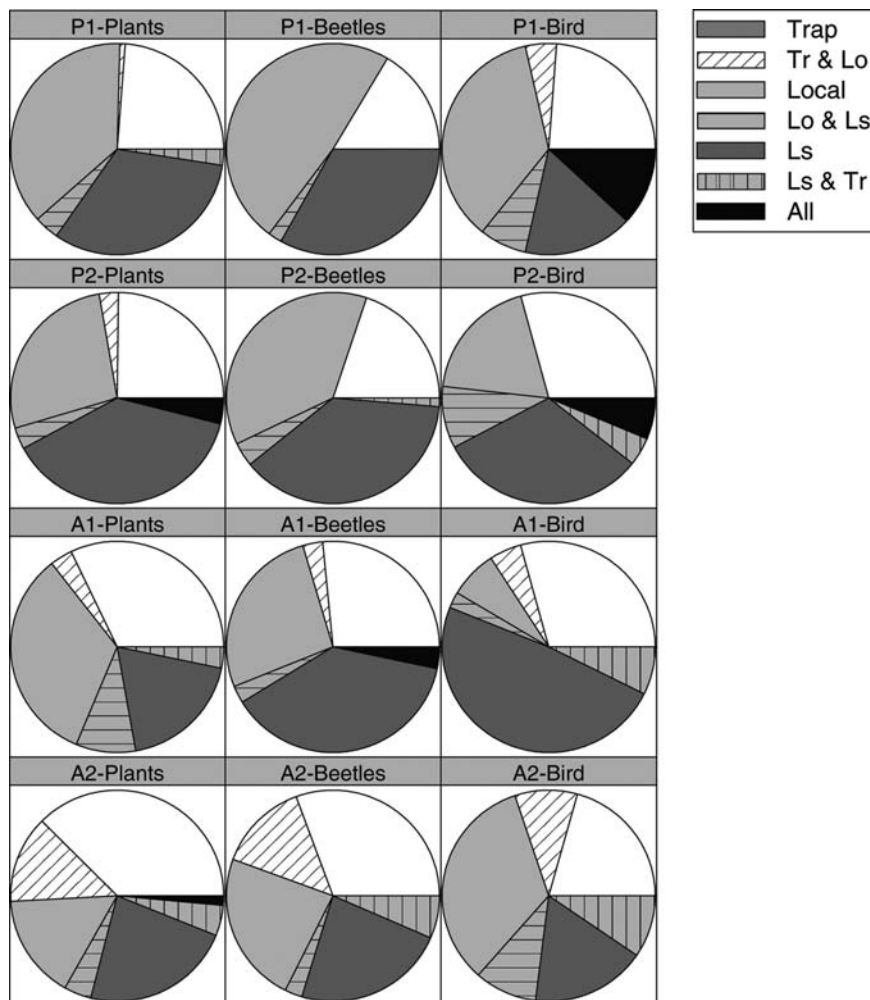 P1-Plants P1-Beetles P1-Bird
P2-Plants P2-Beetles P2-Bird
A1-Plants A1-Beetles A1-Bird
A2-Plants A2-Beetles A2-Bird
Trap
Tr & Lo
Local
Lo & Ls
Ls
Ls & Tr
All